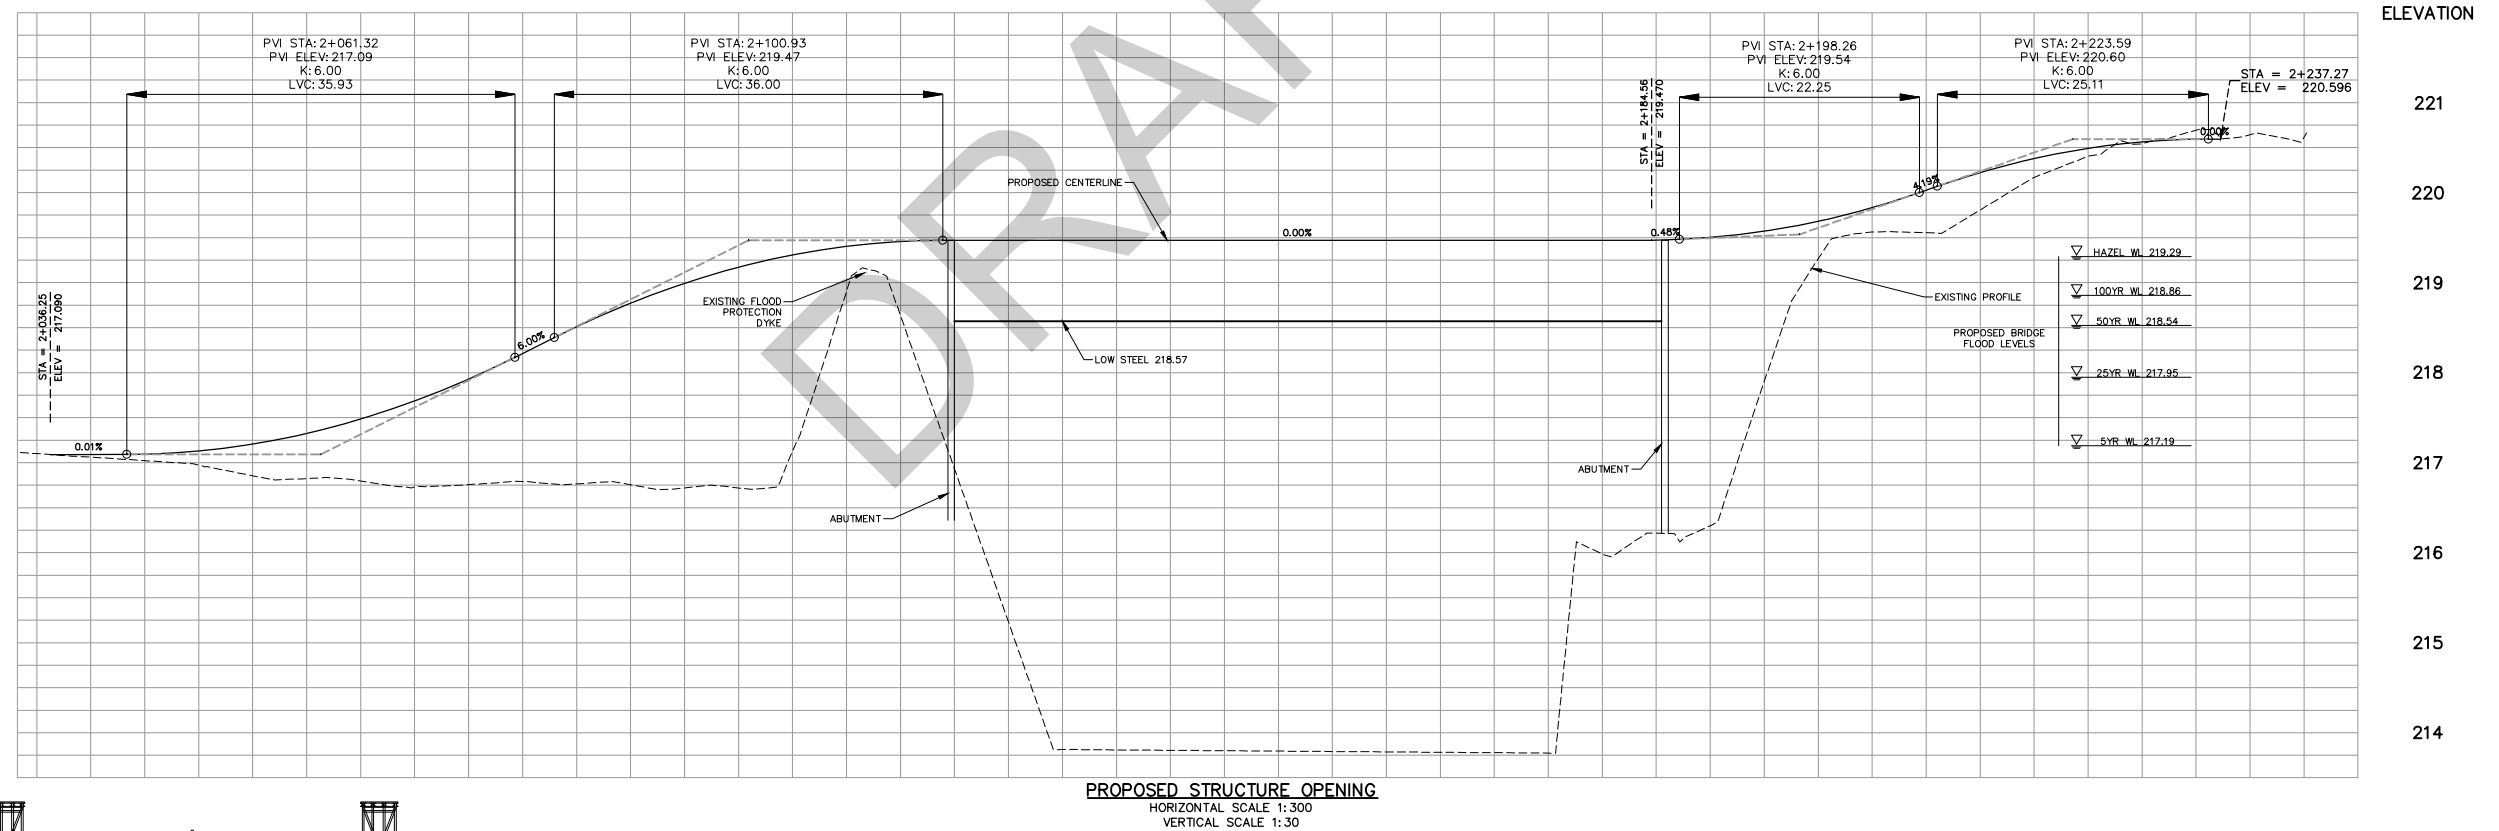 ELEVATION
PVI STA: 2+061.32
PVI ELEV: 217.09
K: 6.00
LVC: 35.93
PVI STA: 2+100.93
PVI ELEV: 219.47
K: 6.00
LVC: 36.00
PVI STA: 2+198.26
PVI ELEV: 219.54
K: 6.00
LVC: 22.25
PVI STA: 2+223.59
PVI ELEV: 220.60
K: 6.00
LVC: 25.11
STA = 2+237.27
ELEV = 220.596
STA = 2+184.56
ELEV = 219.470
STA = 2+036.25
ELEV = 217.090
221
220
219
218
217
216
215
214
0.00%
4.19%
PROPOSED CENTERLINE
0.00%
0.48%
HAZEL WL 219.29
100YR WL 218.86
50YR WL 218.54
25YR WL 217.95
5YR WL 217.19
PROPOSED BRIDGE
FLOOD LEVELS
EXISTING PROFILE
EXISTING FLOOD
PROTECTION
DYKE
6.00%
LOW STEEL 218.57
0.01%
ABUTMENT
ABUTMENT
DRAF
PROPOSED STRUCTURE OPENING
HORIZONTAL SCALE 1:300
VERTICAL SCALE 1:30